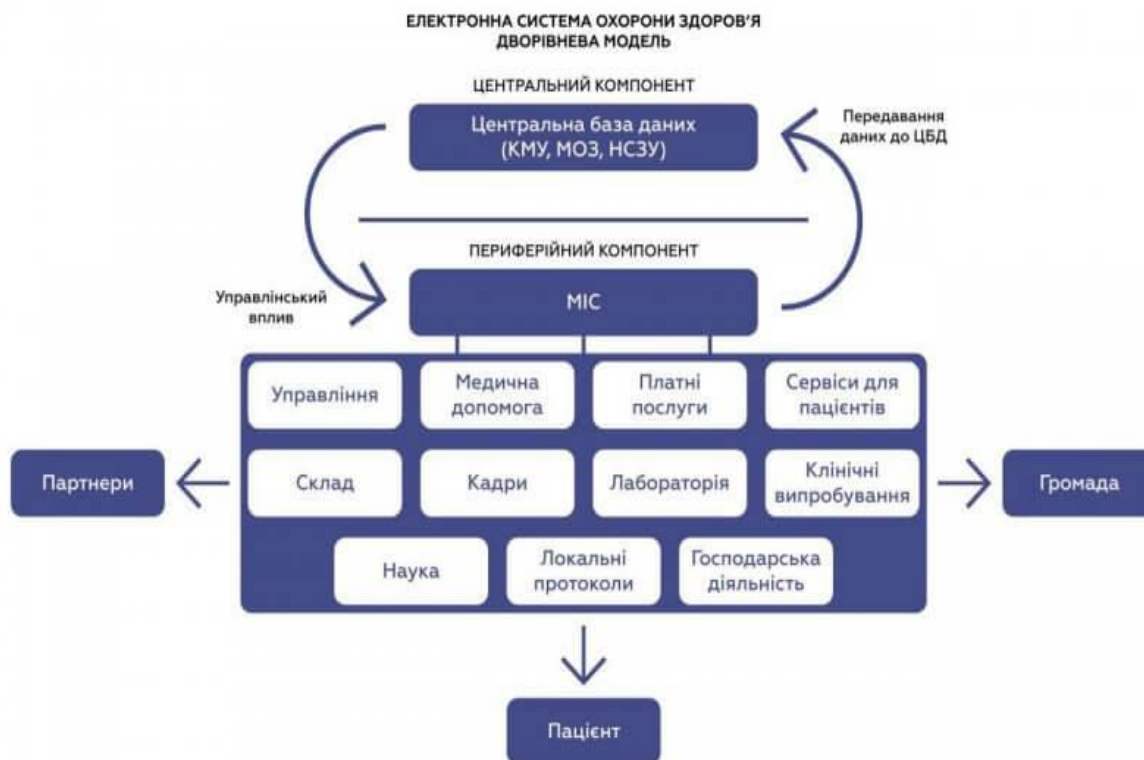 ЕЛЕКТРОННА СИСТЕМА ОХОРОНИ ЗДОРОВ'Я
ДВОРІВНЕВА МОДЕЛЬ
ЦЕНТРАЛЬНИЙ КОМПОНЕНТ
Центральна база даних
(КМУ, МОЗ, НСЗУ)
Передавання
даних до ЦБД
ПЕРИФЕРІЙНИЙ КОМПОНЕНТ
Управлінський
вплив
МІС
Управління
Медична
допомога
Платні
послуги
Сервіси для
пацієнтів
Партнери
Склад
Кадри
Лабораторія
Клінічні
випробування
Громада
Наука
Локальні
протоколи
Господарська
діяльність
Пацієнт